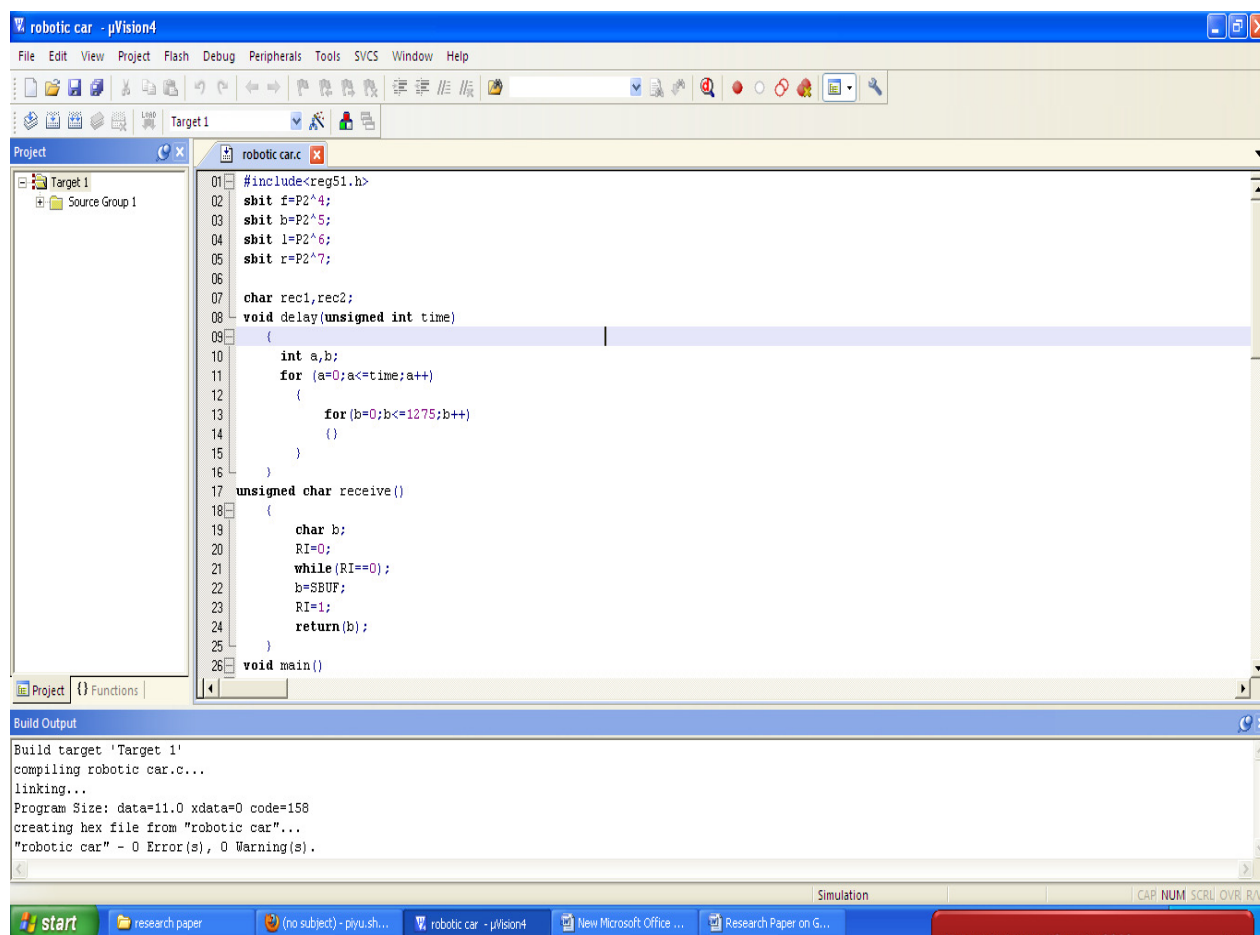 robotic car - µVision4
File Edit View Project Flash Debug Peripherals Tools SVCS Window Help
LOAD Target 1
Project
robotic car.c
Target 1
Source Group 1
01 #include<reg51.h>
02 sbit f=P2^4;
03 sbit b=P2^5;
04 sbit l=P2^6;
05 sbit r=P2^7;
06
07 char rec1,rec2;
08 void delay(unsigned int time)
09 {
10 int a,b;
11 for (a=0;a<=time;a++)
12 {
13 for(b=0;b<=1275;b++)
14 {}
15 }
16 }
17 unsigned char receive()
18 {
19 char b;
20 RI=0;
21 while(RI==0);
22 b=SBUF;
23 RI=1;
24 return(b);
25 }
26 void main()
Project {} Functions
Build Output
Build target 'Target 1'
compiling robotic car.c...
linking...
Program Size: data=11.0 xdata=0 code=158
creating hex file from "robotic car"...
"robotic car" - 0 Error(s), 0 Warning(s).
Simulation CAP NUM SCRL OVR R/W
start research paper (no subject) - piyu.sh... robotic car - µVision4 New Microsoft Office ... Research Paper on G...